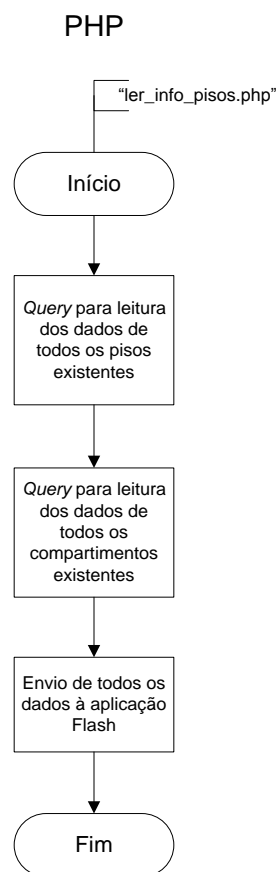 PHP
“ler_info_pisos.php”
Início
Query para leitura
dos dados de
todos os pisos
existentes
Query para leitura
dos dados de
todos os
compartimentos
existentes
Envio de todos os
dados à aplicação
Flash
Fim